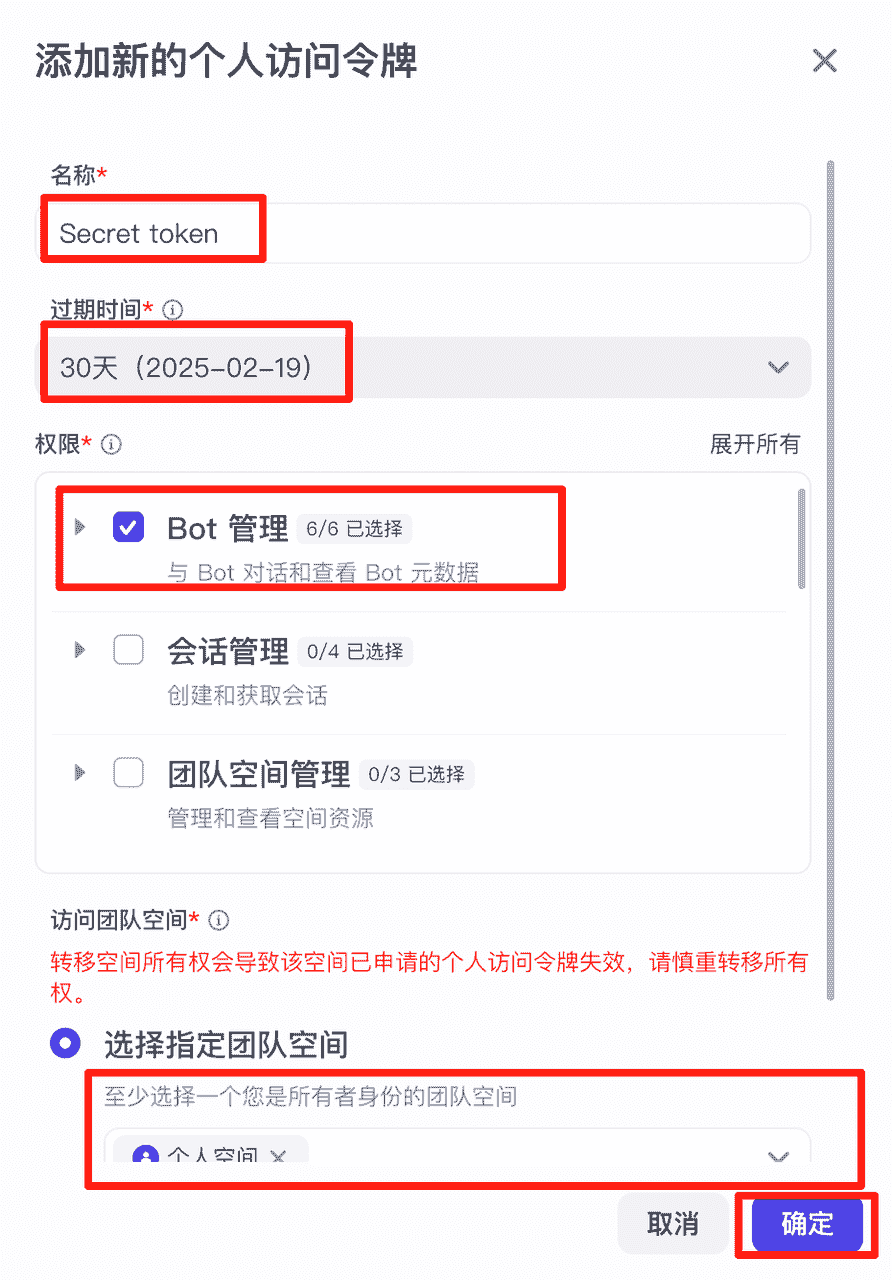 添加新的个人访问令牌
名称*
Secret token
过期时间*
30天（2025-02-19）
权限*
展开所有
Bot 管理 6/6 已选择
与 Bot 对话和查看 Bot 元数据
会话管理 0/4 已选择
创建和获取会话
团队空间管理 0/3 已选择
管理和查看空间资源
访问团队空间*
转移空间所有权会导致该空间已申请的个人访问令牌失效，请慎重转移所有
权。
选择指定团队空间
至少选择一个您是所有者身份的团队空间
个人空间
取消
确定